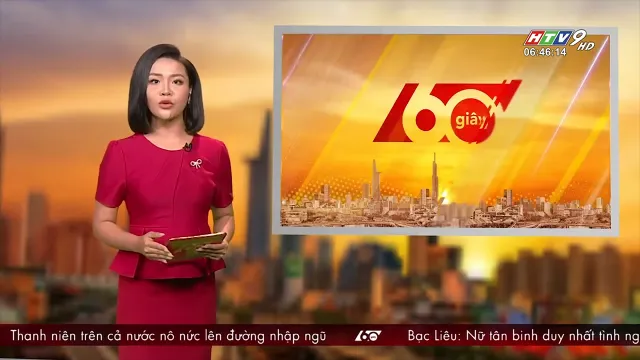 HTV9 HD
06:46:14
60 giây
Thanh niên trên cả nước nô nức lên đường nhập ngũ
60
Bạc Liêu: Nữ tân binh duy nhất tỉnh ng